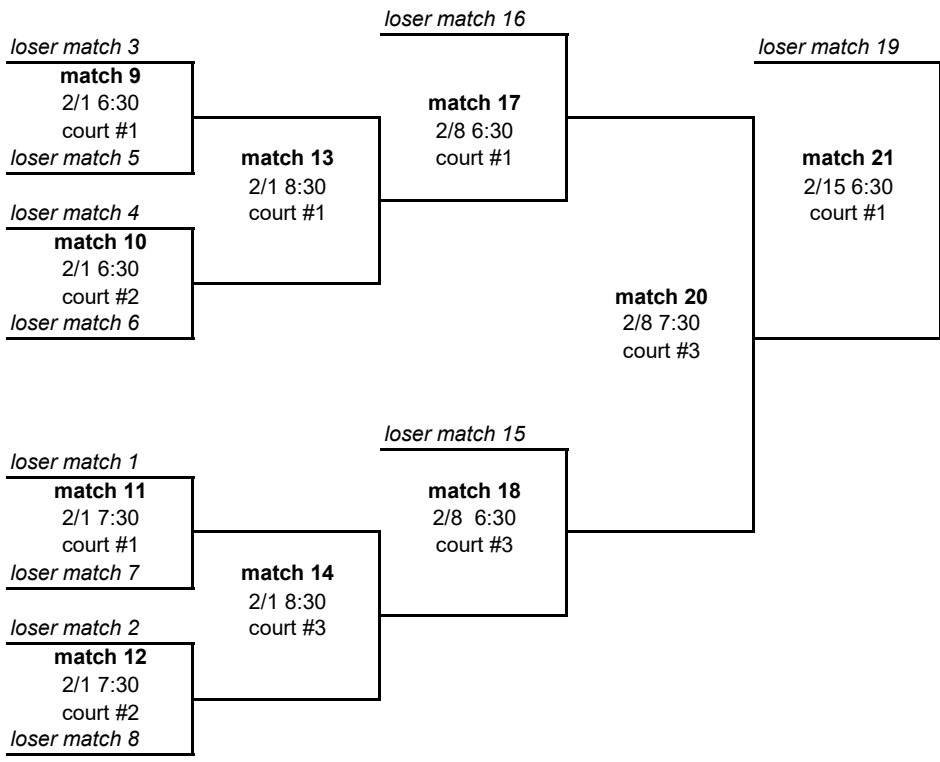 loser match 16
loser match 3
loser match 19
match 9
2/1 6:30
court #1
loser match 5
match 17
2/8 6:30
court #1
match 13
2/1 8:30
court #1
match 21
2/15 6:30
court #1
loser match 4
match 10
2/1 6:30
court #2
loser match 6
match 20
2/8 7:30
court #3
loser match 15
loser match 1
match 11
2/1 7:30
court #1
loser match 7
match 18
2/8  6:30
court #3
match 14
2/1 8:30
court #3
loser match 2
match 12
2/1 7:30
court #2
loser match 8